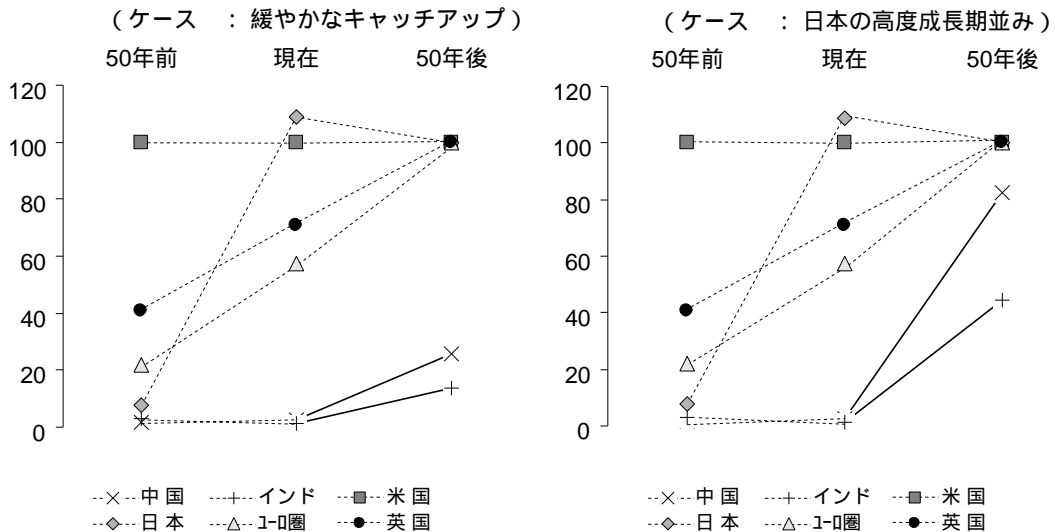 （ケース　：緩やかなキャッチアップ）
50年前 現在 50年後
120
100
80
60
40
20
0
中 国 インド 米 国
日 本 ユーロ圏 英 国
（ケース　：日本の高度成長期並み）
50年前 現在 50年後
120
100
80
60
40
20
0
中 国 インド 米 国
日 本 ユーロ圏 英 国